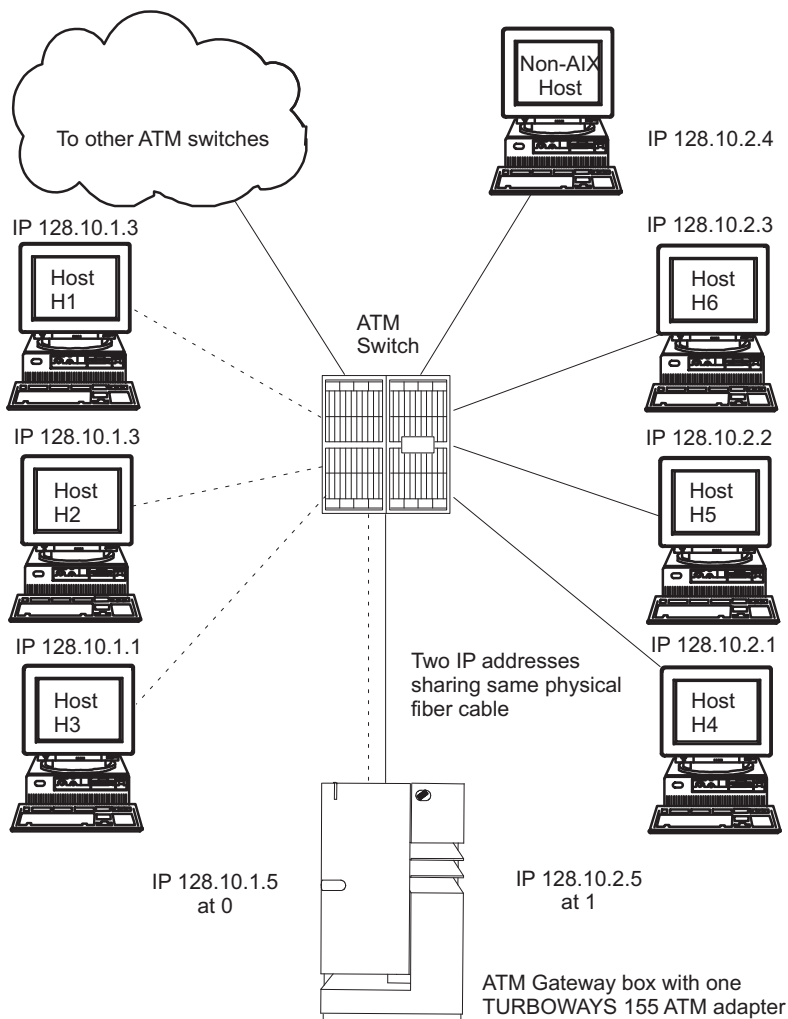 Non-AIX
Host
To other ATM switches
IP 128.10.2.4
IP 128.10.1.3
IP 128.10.2.3
Host
H1
Host
H6
ATM
Switch
IP 128.10.1.3
IP 128.10.2.2
Host
H2
Host
H5
IP 128.10.1.1
IP 128.10.2.1
Two IP addresses
sharing same physical
fiber cable
Host
H3
Host
H4
IP 128.10.1.5
at 0
IP 128.10.2.5
at 1
ATM Gateway box with one
TURBOWAYS 155 ATM adapter